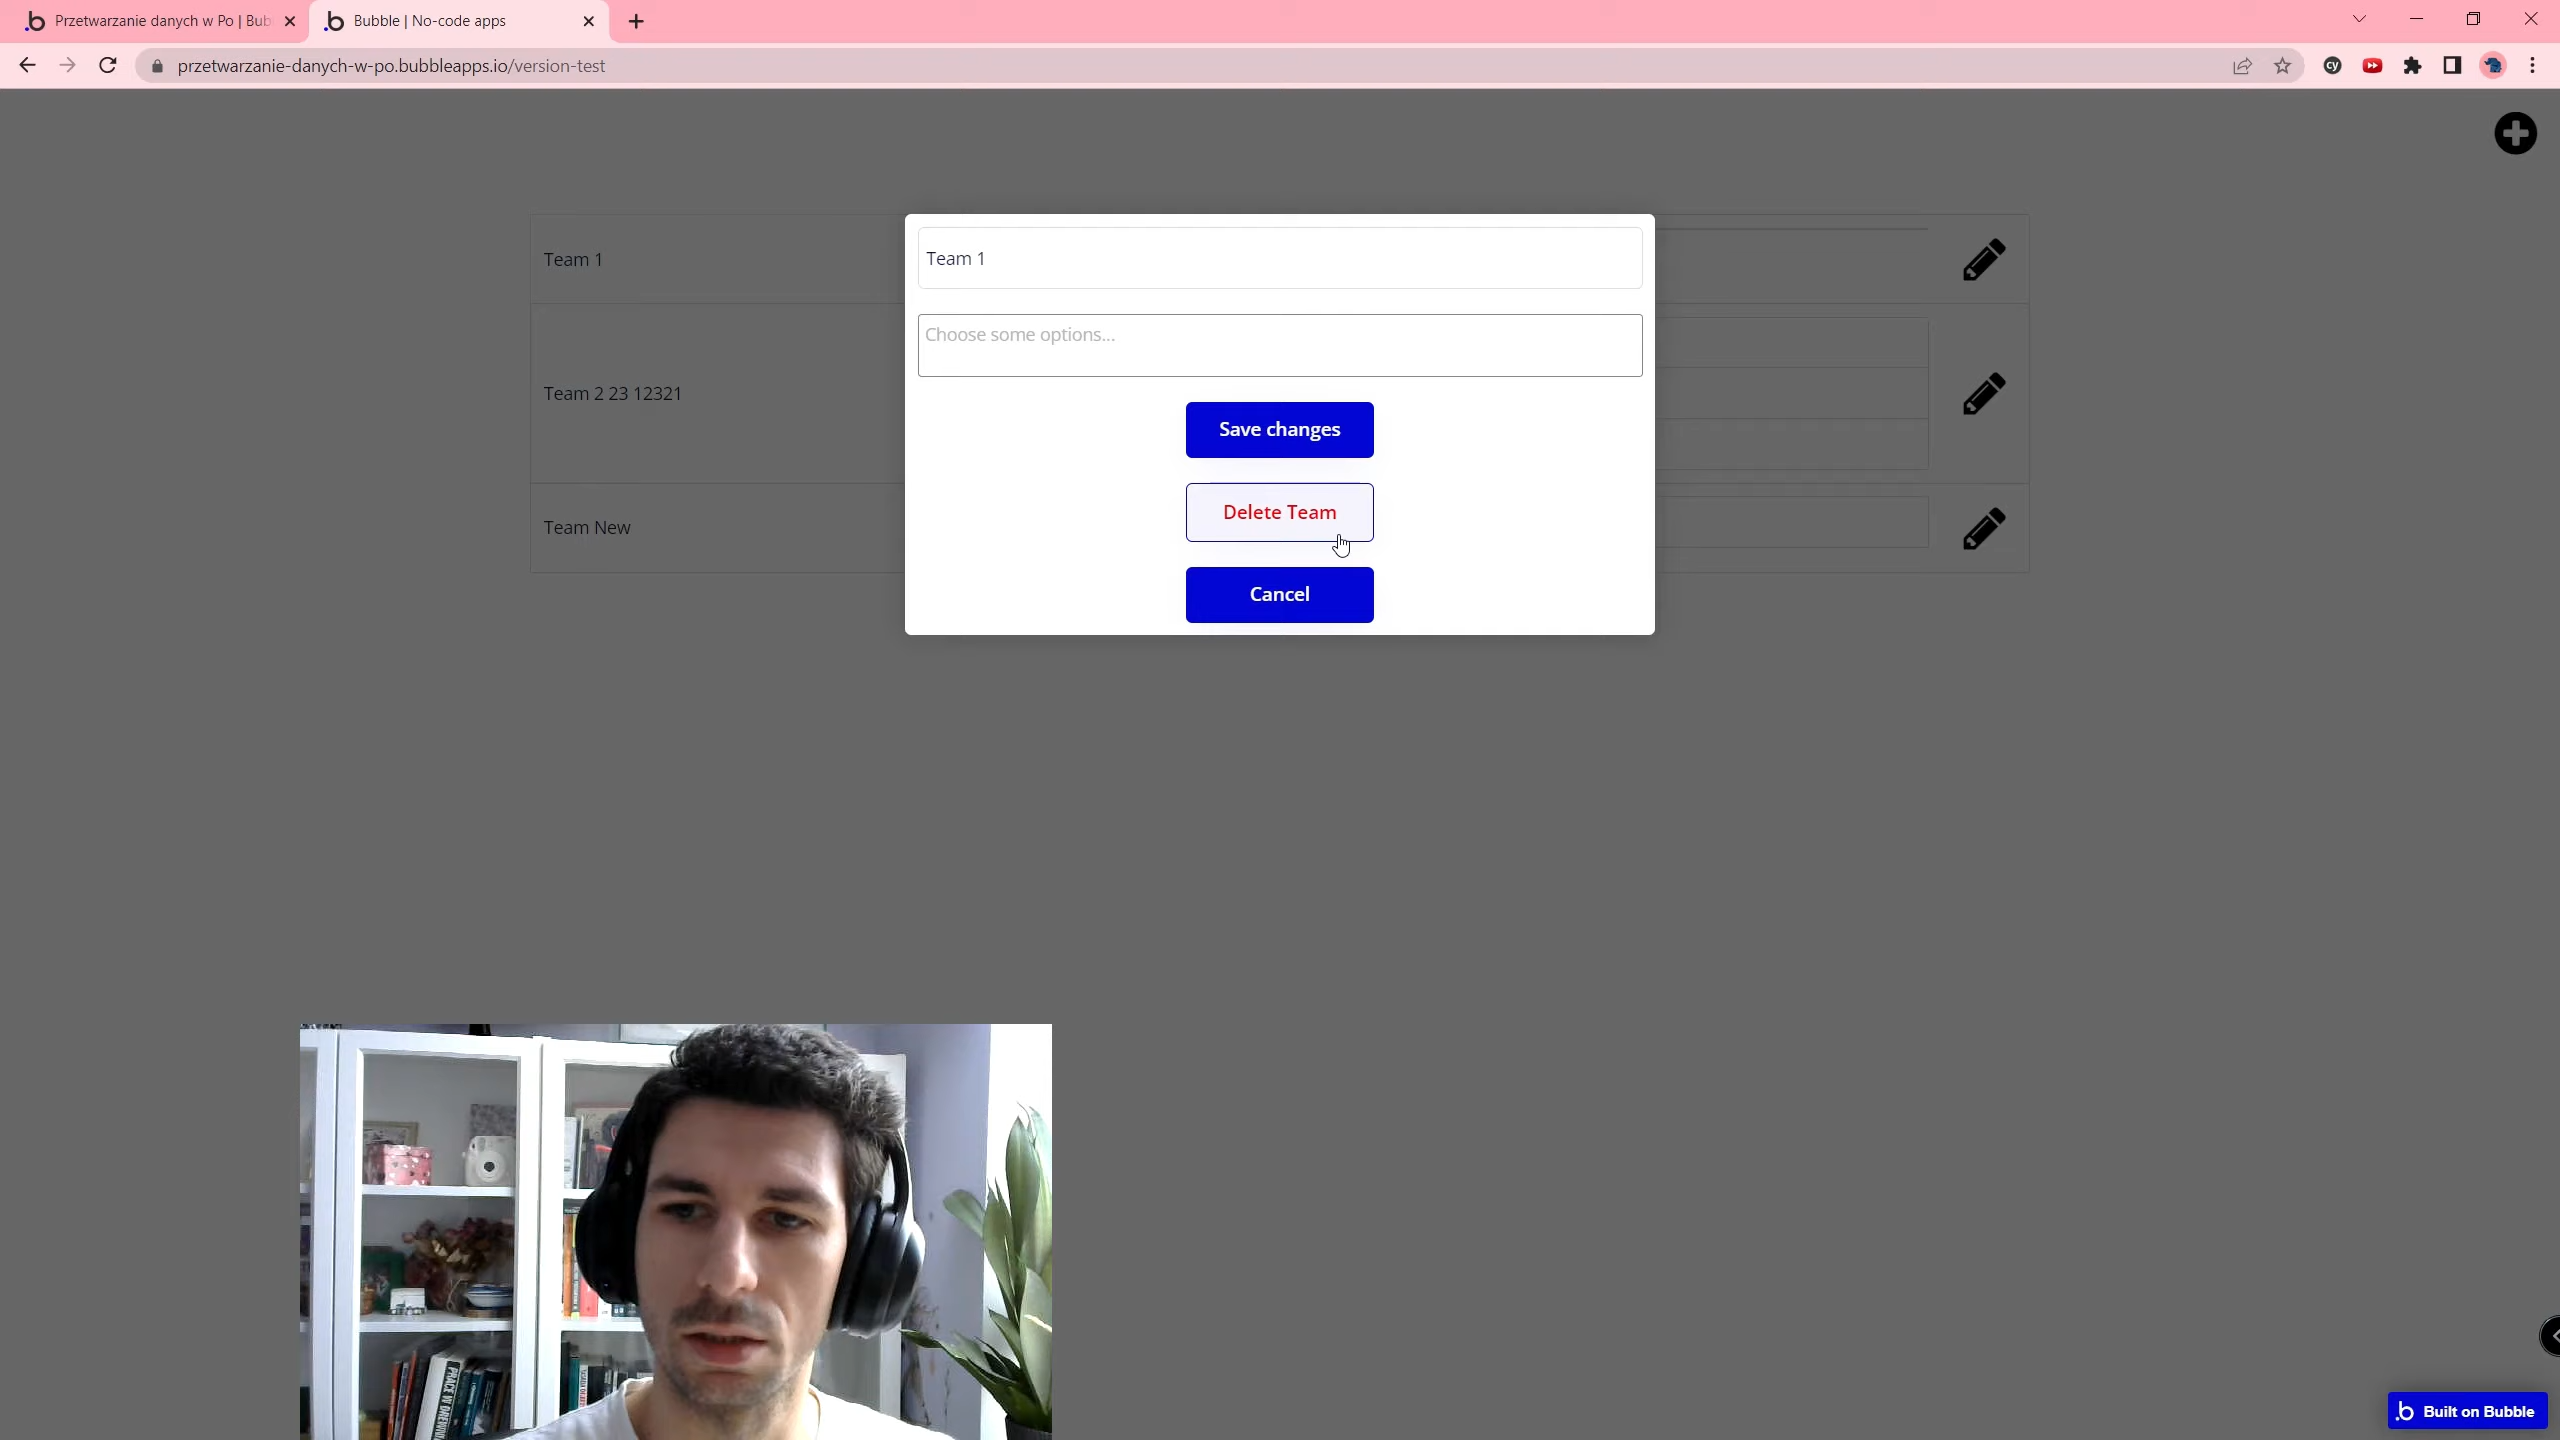 Przetwarzanie danych w Po | Bub
Bubble | No-code apps
przetwarzanie-danych-w-po.bubbleapps.io/version-test
cy
Team 1
Team 2 23 12321
Team New
Team 1
Choose some options...
Save changes
Delete Team
Cancel
Built on Bubble